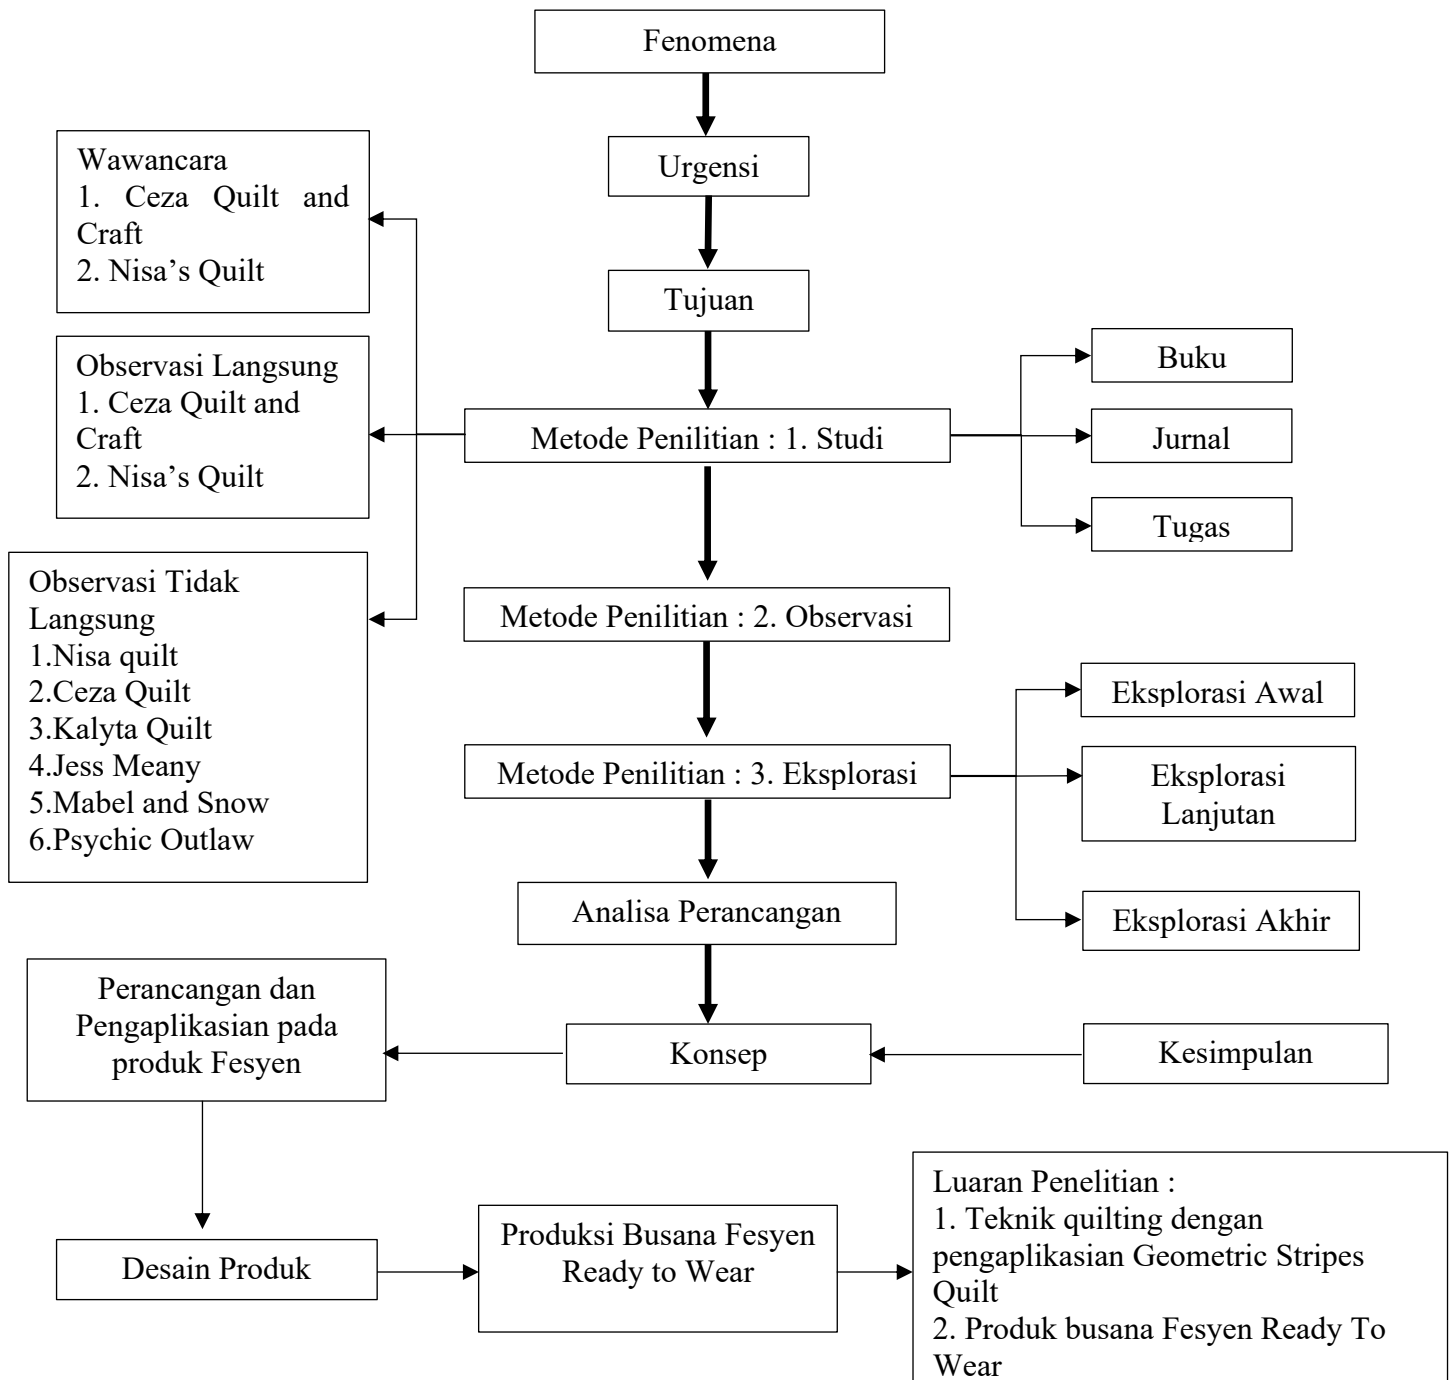 Fenomena
Urgensi
Tujuan
Wawancara
1. Ceza Quilt and
Craft
2. Nisa’s Quilt
Observasi Langsung
1. Ceza Quilt and
Craft
2. Nisa’s Quilt
Observasi Tidak
Langsung
1.Nisa quilt
2.Ceza Quilt
3.Kalyta Quilt
4.Jess Meany
5.Mabel and Snow
6.Psychic Outlaw
Metode Penilitian : 1. Studi
Buku
Jurnal
Tugas
Metode Penilitian : 2. Observasi
Metode Penilitian : 3. Eksplorasi
Eksplorasi Awal
Eksplorasi
Lanjutan
Eksplorasi Akhir
Analisa Perancangan
Konsep
Kesimpulan
Perancangan dan
Pengaplikasian pada
produk Fesyen
Desain Produk
Produksi Busana Fesyen
Ready to Wear
Luaran Penelitian :
1. Teknik quilting dengan
pengaplikasian Geometric Stripes
Quilt
2. Produk busana Fesyen Ready To
Wear